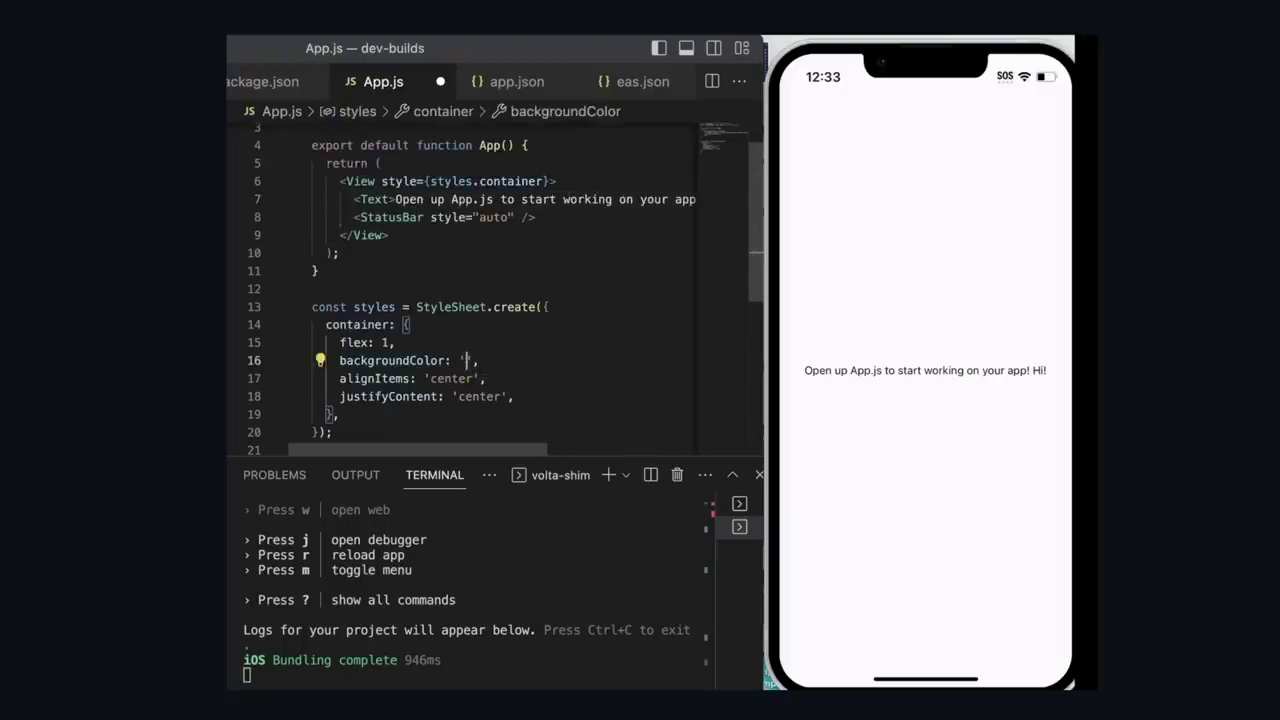 App.js — dev-builds
ackage.json JS App.js {} app.json {} eas.json ···
JS App.js > styles > container > backgroundColor
3
4 export default function App() {
5 return (
6 <View style={styles.container}>
7 <Text>Open up App.js to start working on your app
8 <StatusBar style="auto" />
9 </View>
10 );
11 }
12
13 const styles = StyleSheet.create({
14 container: {
15 flex: 1,
16 backgroundColor: '',
17 alignItems: 'center',
18 justifyContent: 'center',
19 },
20 });
21
PROBLEMS OUTPUT TERMINAL ··· volta-shim ···
› Press w │ open web
› Press j │ open debugger
› Press r │ reload app
› Press m │ toggle menu
› Press ? │ show all commands
Logs for your project will appear below. Press Ctrl+C to exit
.
iOS Bundling complete 946ms
12:33 SOS
Open up App.js to start working on your app! Hi!